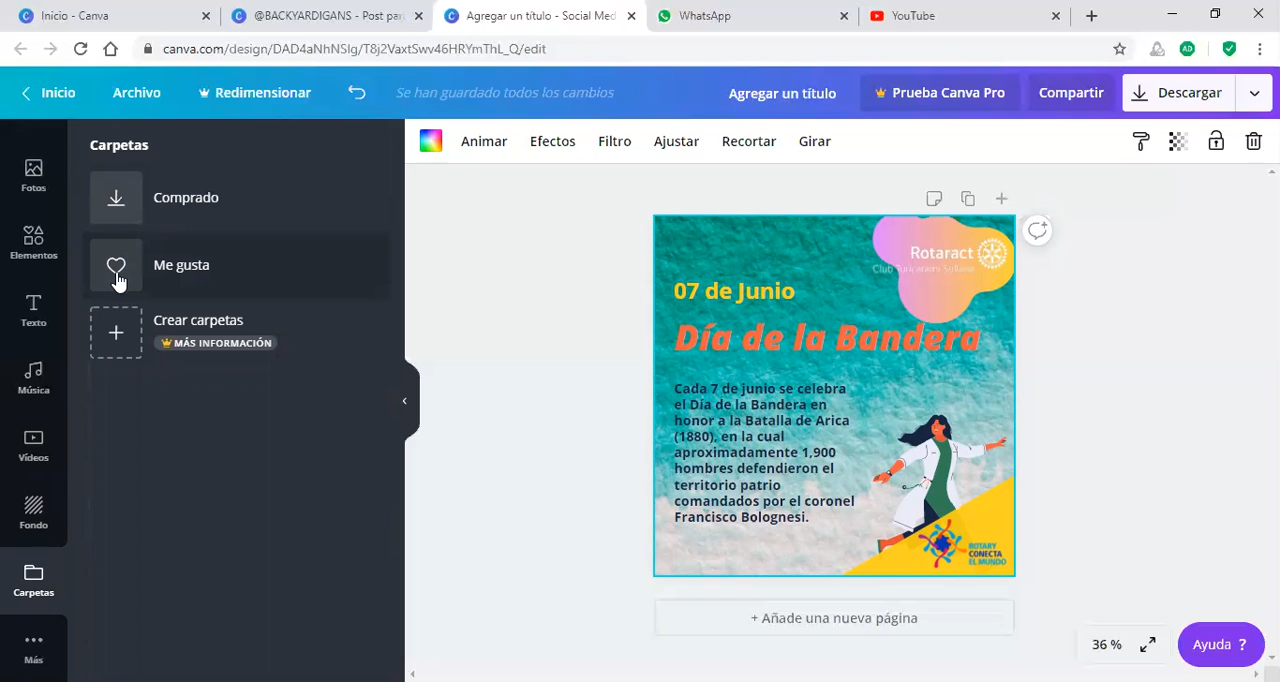 Inicio - Canva
@BACKYARDIGANS - Post par
Agregar un título - Social Med
WhatsApp
YouTube
canva.com/design/DAD4aNhNSIg/T8j2VaxtSwv46HRYmThL_Q/edit
Inicio
Archivo
Redimensionar
Se han guardado todos los cambios
Agregar un título
Prueba Canva Pro
Compartir
Descargar
Fotos
Elementos
Texto
Música
Vídeos
Fondo
Carpetas
Más
Carpetas
Comprado
Me gusta
Crear carpetas
MÁS INFORMACIÓN
Animar
Efectos
Filtro
Ajustar
Recortar
Girar
Rotaract
Club
07 de Junio
Día de la Bandera
Cada 7 de junio se celebra
el Día de la Bandera en
honor a la Batalla de Arica
(1880), en la cual
aproximadamente 1,900
hombres defendieron el
territorio patrio
comandados por el coronel
Francisco Bolognesi.
ROTARY
CONECTA
EL MUNDO
+ Añade una nueva página
36 %
Ayuda ?